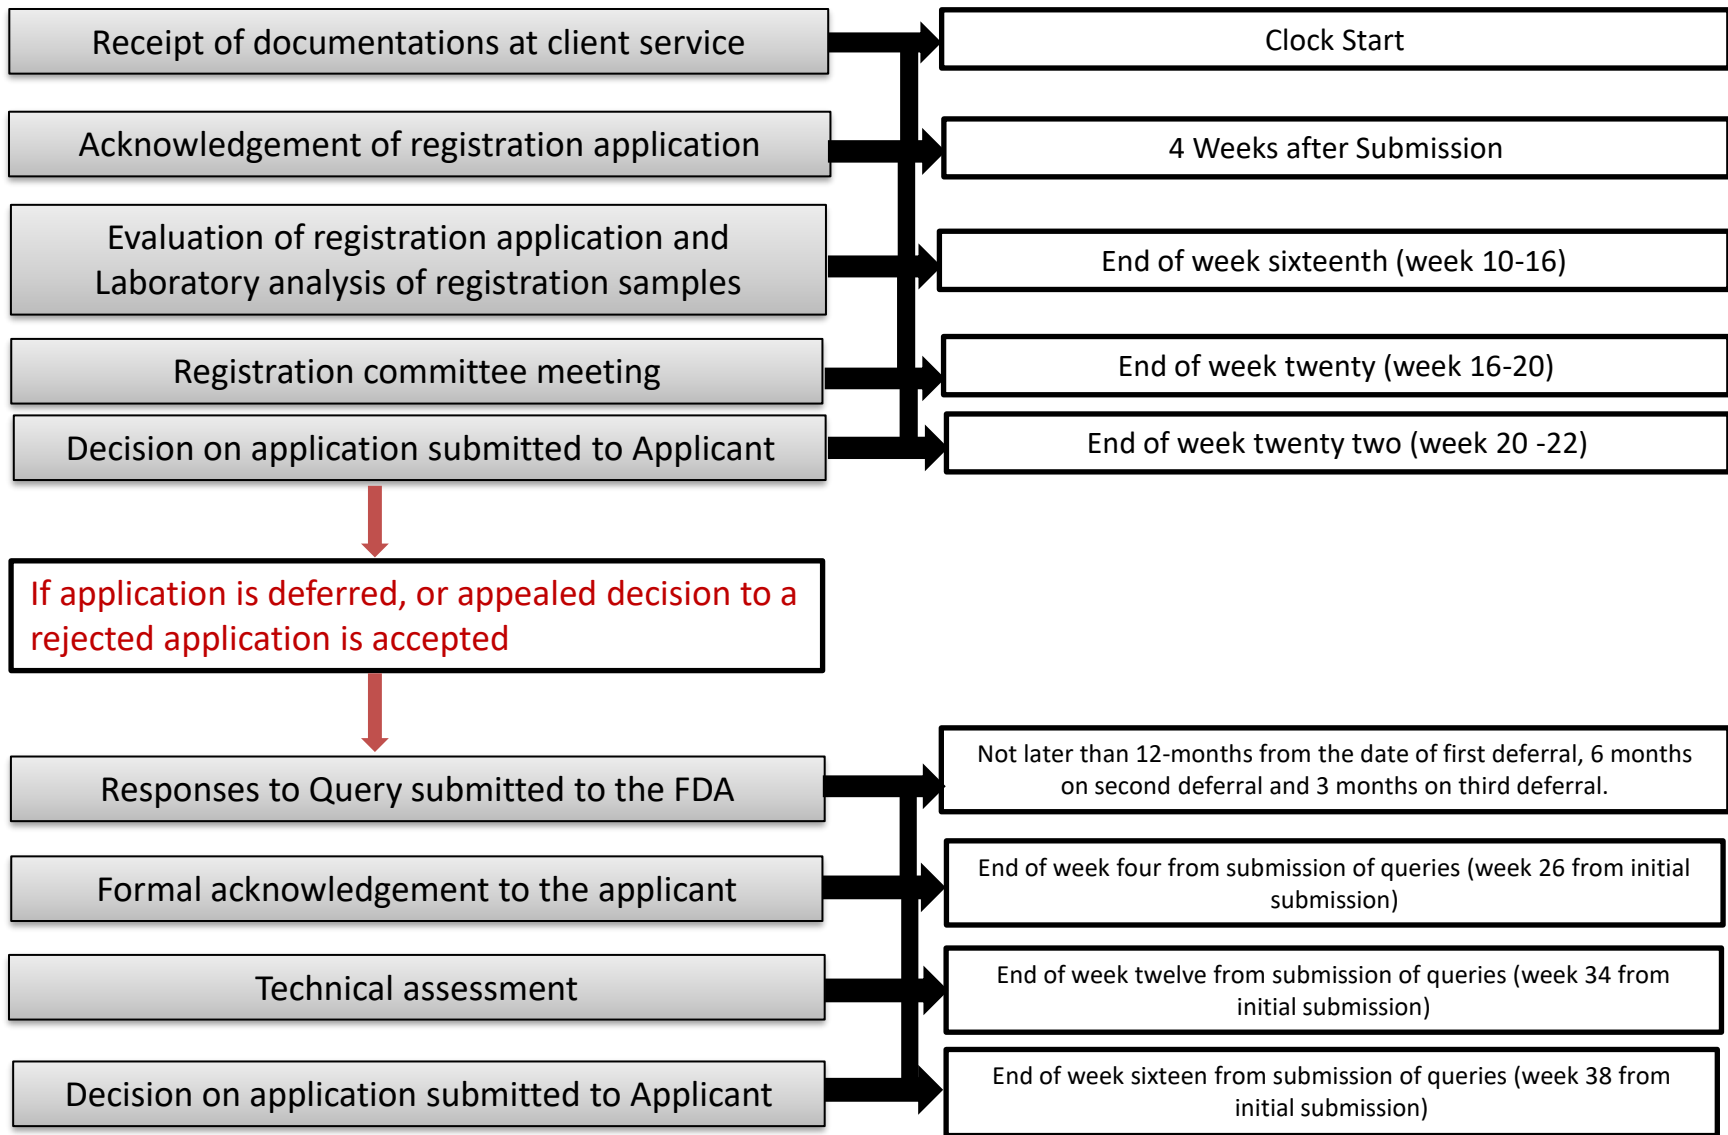 Receipt of documentations at client service
Clock Start
Acknowledgement of registration application
4 Weeks after Submission
Evaluation of registration application and
Laboratory analysis of registration samples
End of week sixteenth (week 10-16)
Registration committee meeting
End of week twenty (week 16-20)
Decision on application submitted to Applicant
End of week twenty two (week 20 -22)
If application is deferred, or appealed decision to a
rejected application is accepted
Responses to Query submitted to the FDA
Not later than 12-months from the date of first deferral, 6 months
on second deferral and 3 months on third deferral.
Formal acknowledgement to the applicant
End of week four from submission of queries (week 26 from initial
submission)
Technical assessment
End of week twelve from submission of queries (week 34 from
initial submission)
Decision on application submitted to Applicant
End of week sixteen from submission of queries (week 38 from
initial submission)